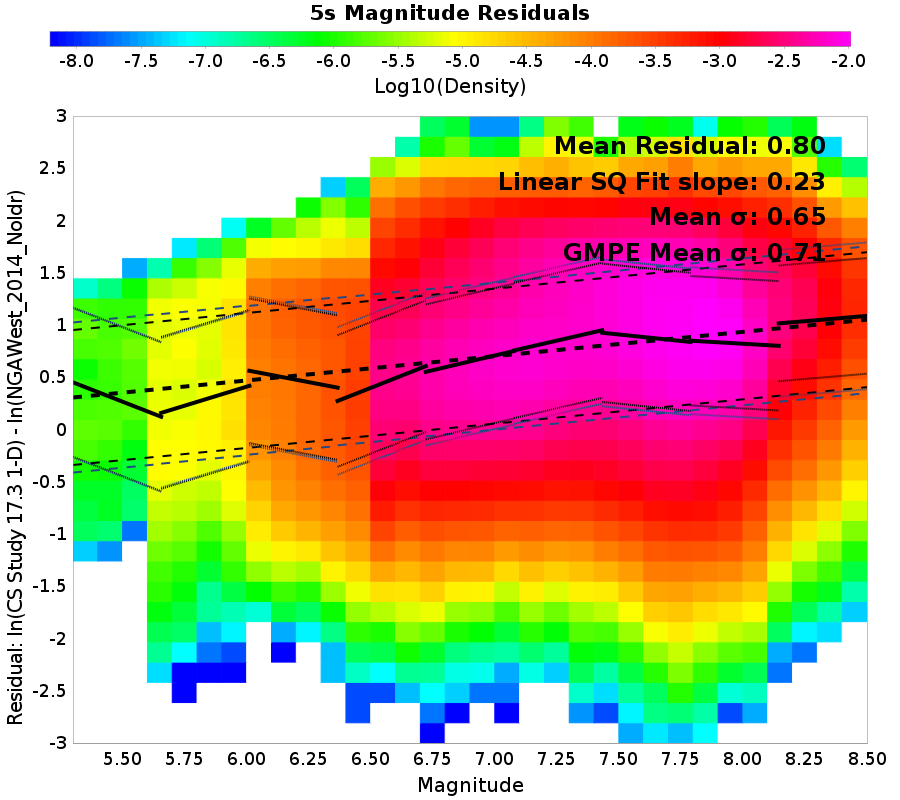 5s Magnitude Residuals
-8.0 -7.5 -7.0 -6.5 -6.0 -5.5 -5.0 -4.5 -4.0 -3.5 -3.0 -2.5 -2.0
Log10(Density)
Mean Residual: 0.80
Linear SQ Fit slope: 0.23
Mean σ: 0.65
GMPE Mean σ: 0.71
3
2.5
2
1.5
1
0.5
0
-0.5
-1
-1.5
-2
-2.5
-3
Residual: ln(CS Study 17.3 1-D) - ln(NGAWest_2014_NoIdr)
5.50 5.75 6.00 6.25 6.50 6.75 7.00 7.25 7.50 7.75 8.00 8.25 8.50
Magnitude